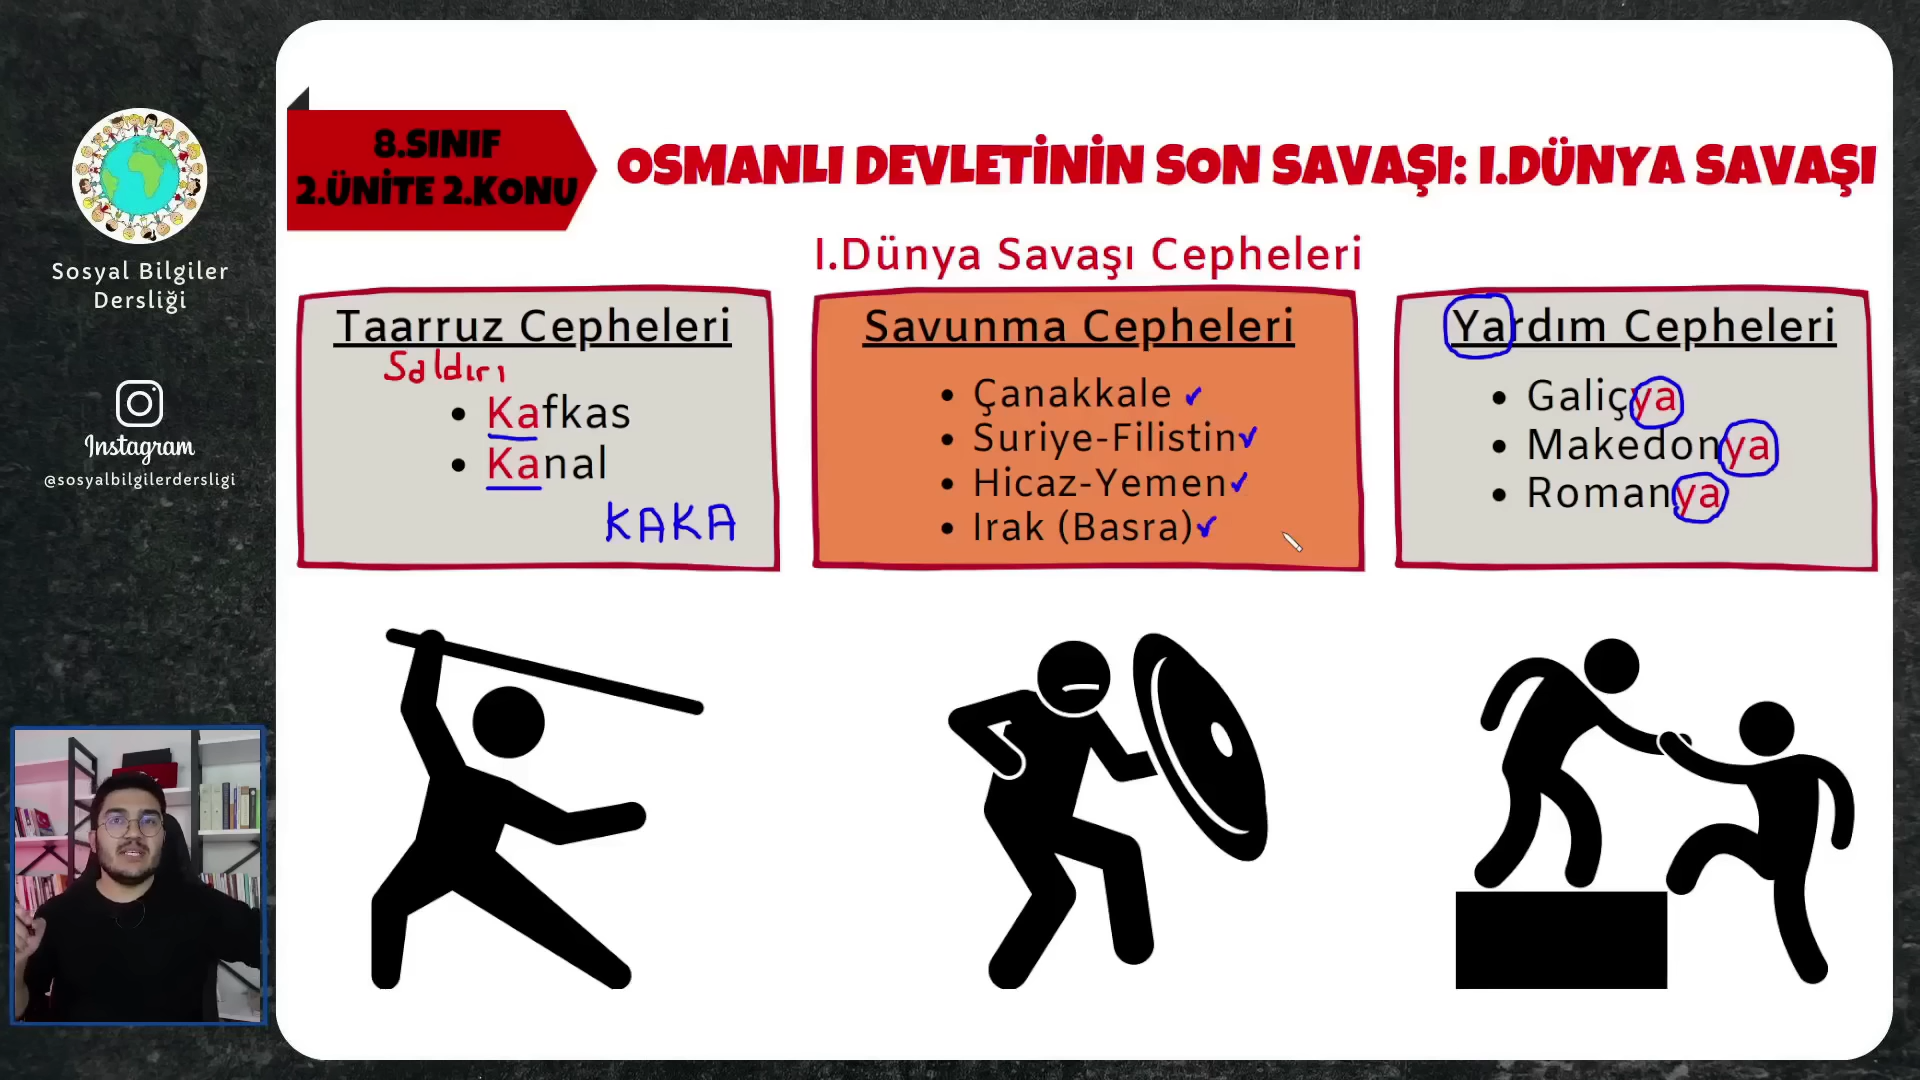 Sosyal Bilgiler
Dersliği
Instagram
@sosyalbilgilerdersligi
8.SINIF
2.ÜNİTE 2.KONU
OSMANLI DEVLETİNİN SON SAVAŞI: I.DÜNYA SAVAŞI
I.Dünya Savaşı Cepheleri
Taarruz Cepheleri
Saldırı
• Kafkas
• Kanal
KAKA
Savunma Cepheleri
• Çanakkale
• Suriye-Filistin
• Hicaz-Yemen
• Irak (Basra)
Yardım Cepheleri
• Galiçya
• Makedonya
• Romanya